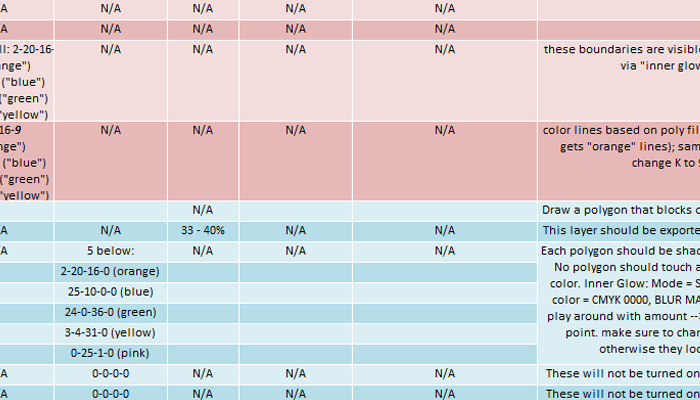 /A N/A N/A N/A N/A
/A N/A N/A N/A N/A
ll: 2-20-16- N/A N/A N/A N/A these boundaries are visible
nge") via "inner glow
("blue")
("green")
yellow")
16-9 N/A N/A N/A N/A color lines based on poly fil
nge") gets "orange" lines); sam
("blue") change K to 9
("green")
yellow")
N/A Draw a polygon that blocks o
/A N/A 33 - 40% N/A N/A This layer should be exporte
/A 5 below: N/A N/A N/A Each polygon should be shad
2-20-16-0 (orange) No polygon should touch a
25-10-0-0 (blue) color. Inner Glow: Mode = S
24-0-36-0 (green) color = CMYK 0000, BLUR MA
3-4-31-0 (yellow) play around with amount --
0-25-1-0 (pink) point. make sure to char
otherwise they loo
/A 0-0-0-0 N/A N/A N/A These will not be turned on
/A 0-0-0-0 N/A N/A N/A These will not be turned on